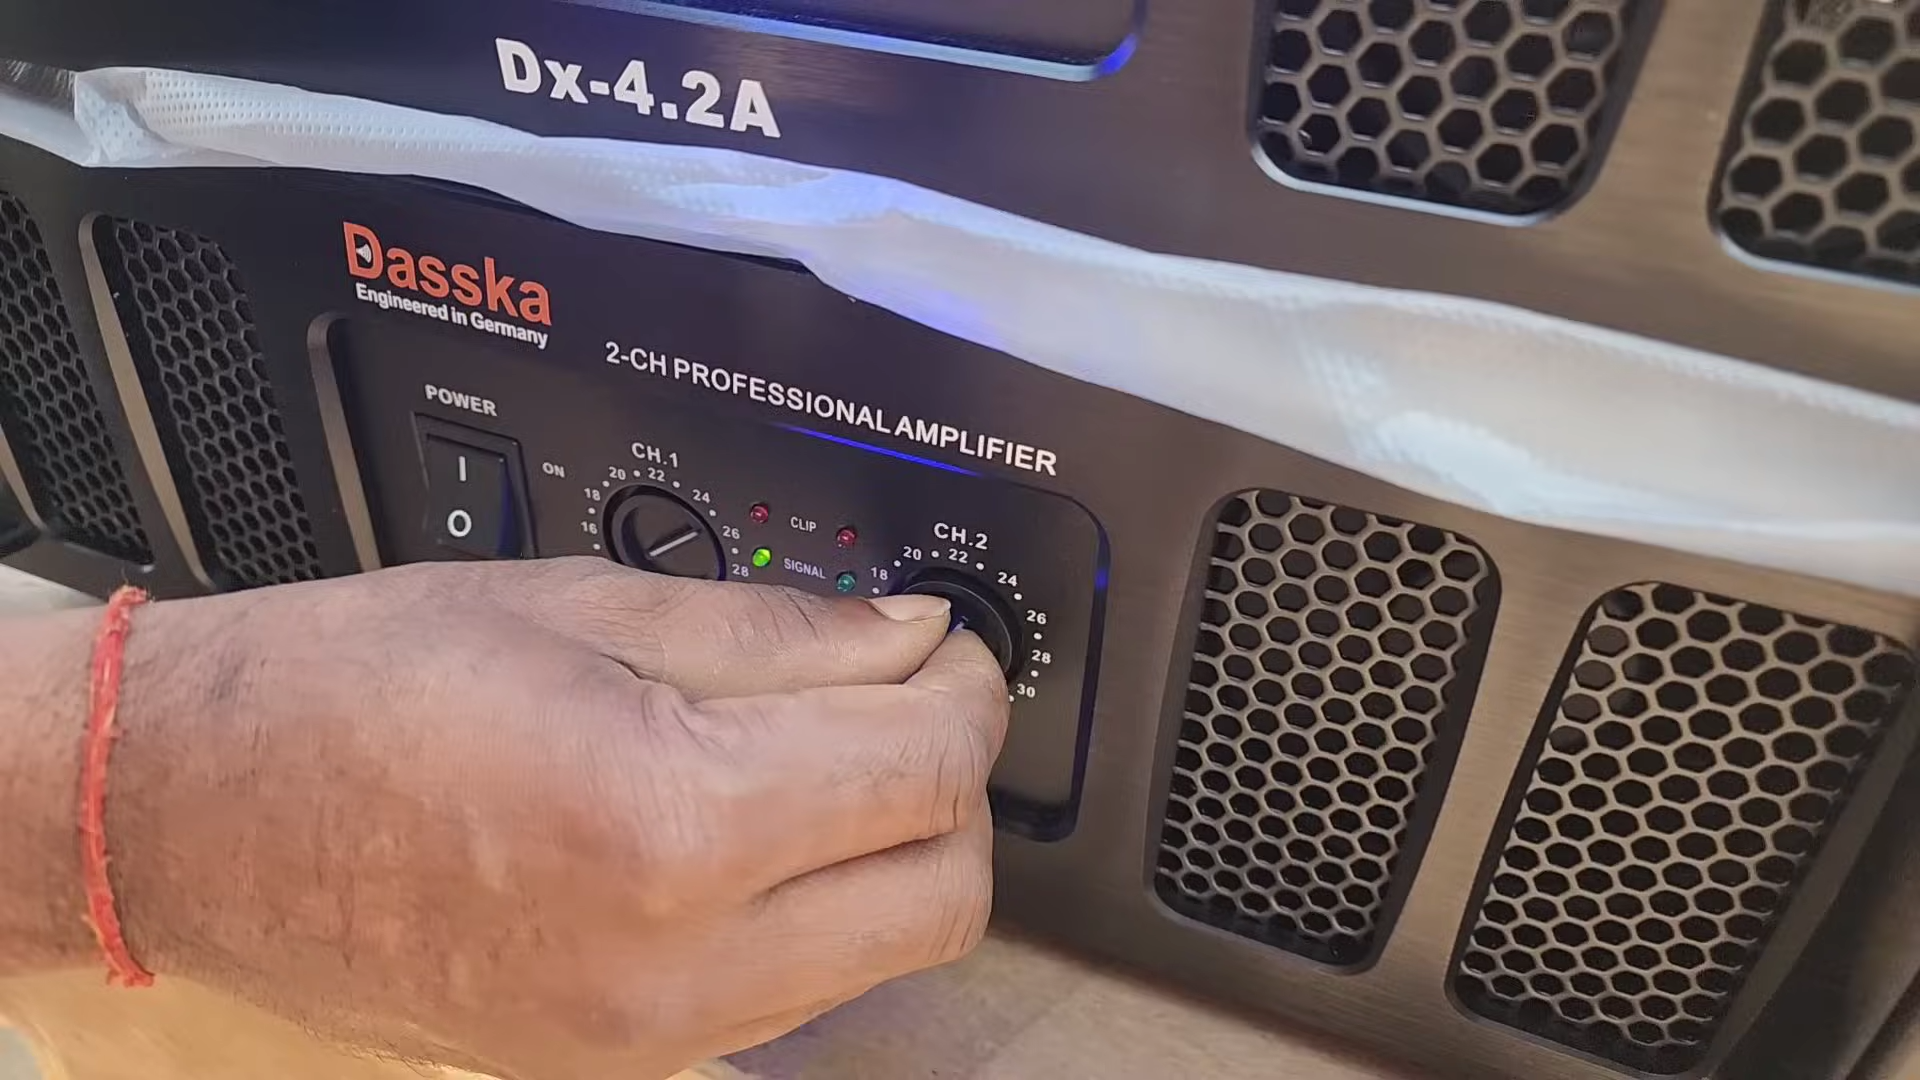 Dx-4.2A
Dasska
Engineered in Germany
2-CH PROFESSIONAL AMPLIFIER
POWER
I
O
ON
CH.1
16 18 20 22 24 26 28
CLIP
SIGNAL
CH.2
18 20 22 24 26 28 30